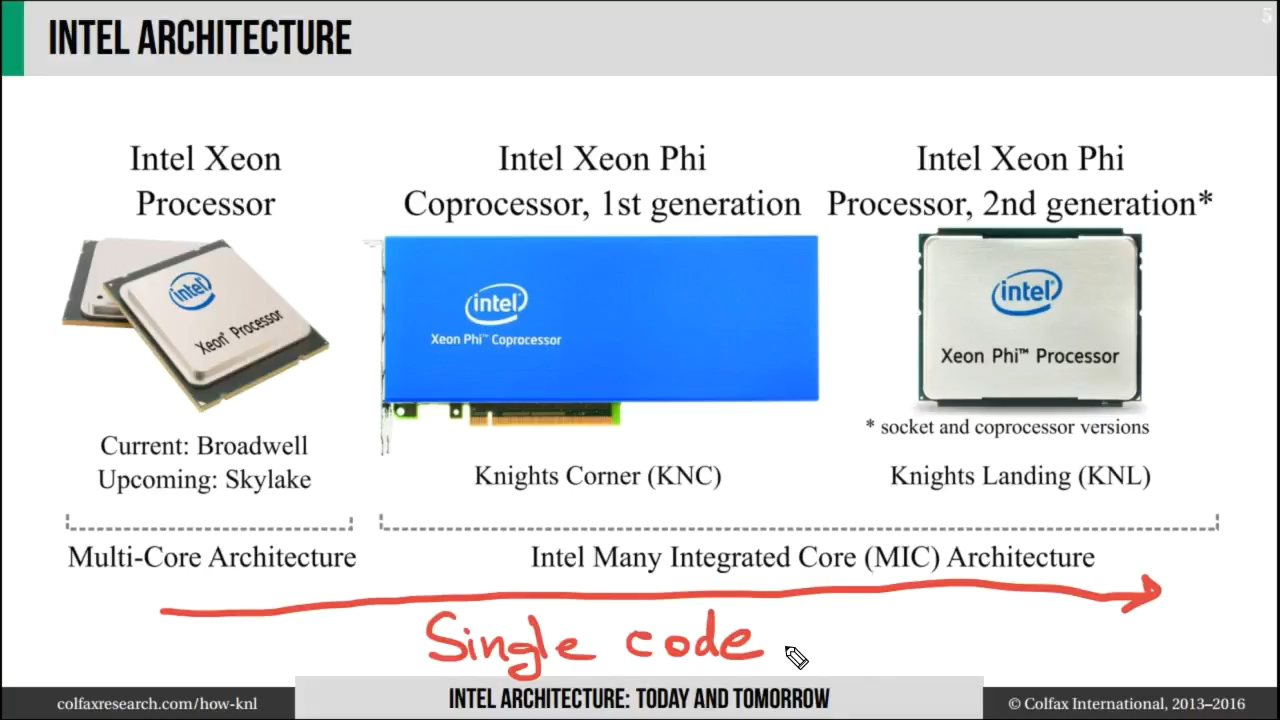 5
INTEL ARCHITECTURE
Intel Xeon
Processor
Intel Xeon Phi
Coprocessor, 1st generation
Intel Xeon Phi
Processor, 2nd generation*
intel
Xeon® Processor
intel
Xeon Phi™ Coprocessor
intel
Xeon Phi™ Processor
* socket and coprocessor versions
Current: Broadwell
Upcoming: Skylake
Knights Corner (KNC)
Knights Landing (KNL)
Multi-Core Architecture
Intel Many Integrated Core (MIC) Architecture
Single code
colfaxresearch.com/how-knl
INTEL ARCHITECTURE: TODAY AND TOMORROW
© Colfax International, 2013–2016